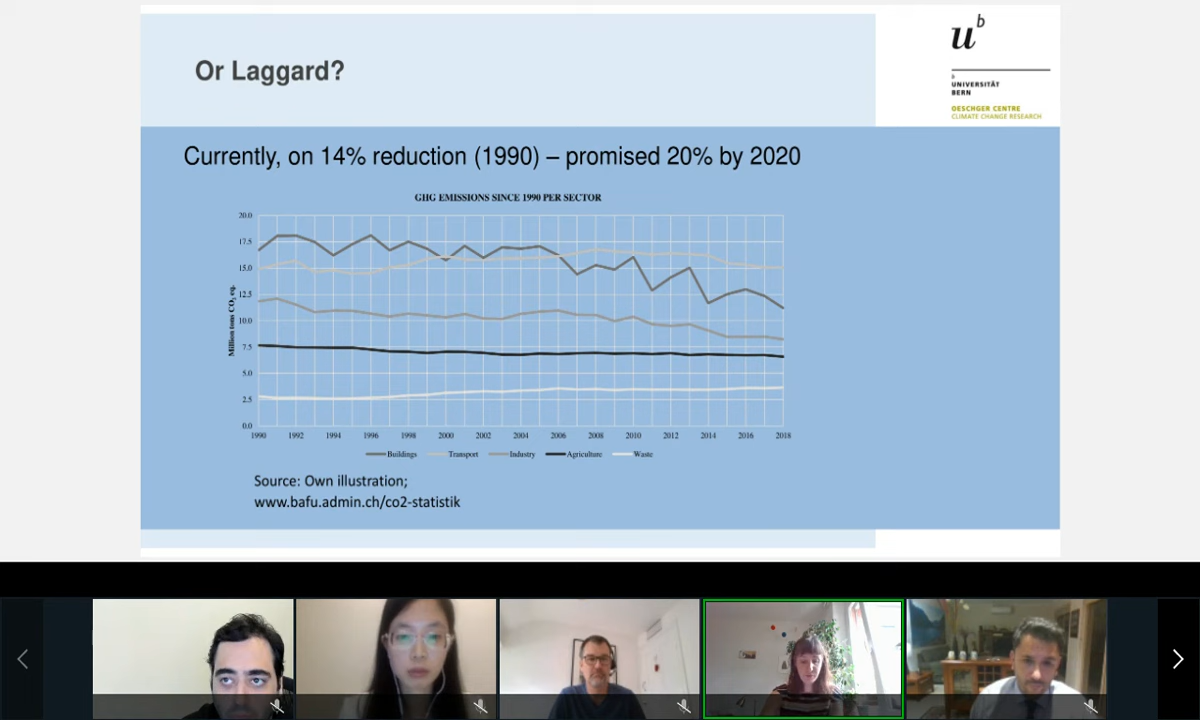 Or Laggard?
u
b
b
UNIVERSITÄT
BERN
OESCHGER CENTRE
CLIMATE CHANGE RESEARCH
Currently, on 14% reduction (1990) – promised 20% by 2020
GHG EMISSIONS SINCE 1990 PER SECTOR
Million tons CO₂ eq.
20.0
17.5
15.0
12.5
10.0
7.5
5.0
2.5
0.0
1990 1992 1994 1996 1998 2000 2002 2004 2006 2008 2010 2012 2014 2016 2018
Buildings Transport Industry Agriculture Waste
Source: Own illustration;
www.bafu.admin.ch/co2-statistik